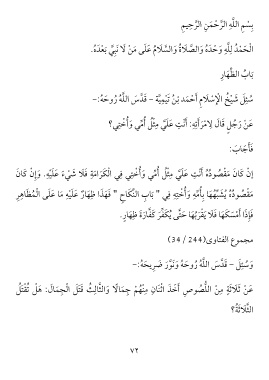 بِسْمِ اللَّهِ الرَّحْمَنِ الرَّحِيمِ
الْحَمْدُ لِلَّهِ وَحْدَهُ وَالصَّلَاةُ وَالسَّلَامُ عَلَى مَنْ لَا نَبِيَّ بَعْدَهُ.
بَابُ الظِّهَارِ
سُئِلَ شَيْخُ الْإِسْلَامِ أَحْمَد بْنُ تَيْمِيَّةَ - قَدَّسَ اللَّهُ رُوحَهُ:-
عَنْ رَجُلٍ قَالَ لِامْرَأَتِهِ: أَنْتِ عَلَيَّ مِثْلُ أُمِّي وَأُخْتِي؟
فَأَجَابَ:
إنْ كَانَ مَقْصُودُهُ أَنْتِ عَلَيَّ مِثْلُ أُمِّي وَأُخْتِي فِي الْكَرَامَةِ فَلَا شَيْءَ عَلَيْهِ. وَإِنْ كَانَ
مَقْصُودُهُ يُشَبِّهُهَا بِأُمِّهِ وَأُخْتِهِ فِي " بَابِ النِّكَاحِ " فَهَذَا ظِهَارٌ عَلَيْهِ مَا عَلَى الْمُظَاهِرِ
فَإِذَا أَمْسَكَهَا فَلَا يَقْرَبُهَا حَتَّى يُكَفِّرَ كَفَّارَةَ ظِهَارٍ.
مجموع الفتاوى(244 / 34)
وَسُئِلَ - قَدَّسَ اللَّهُ رُوحَهُ وَنَوَّرَ ضَرِيحَهُ:-
عَنْ ثَلَاثَةٍ مِنْ اللُّصُوصِ أَخَذَ اثْنَانِ مِنْهُمْ جِمَالًا وَالثَّالِثُ قَتَلَ الْجَمَّالَ: هَلْ تُقْتَلُ
الثَّلَاثَةُ؟
٧٢